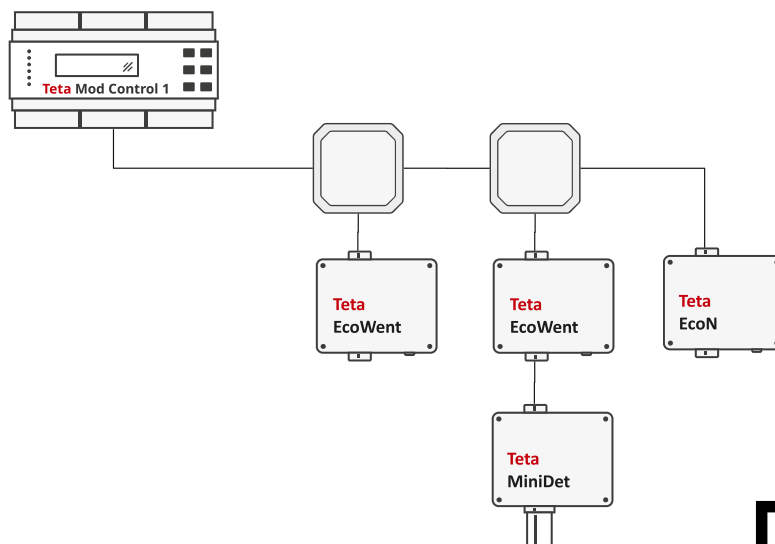 Teta Mod Control 1
Teta
EcoWent
Teta
EcoWent
Teta
EcoN
Teta
MiniDet